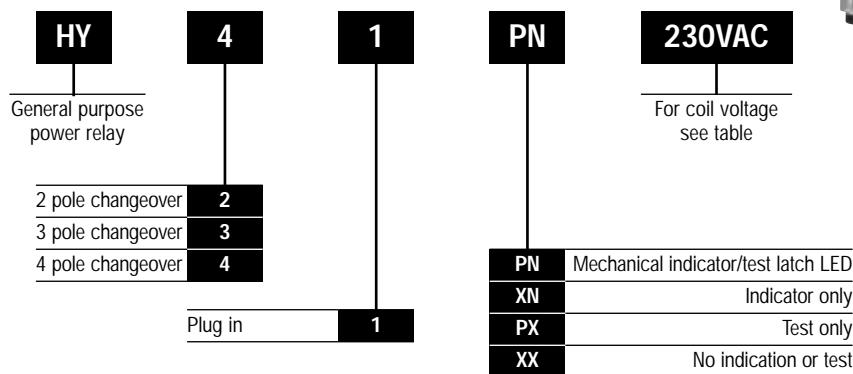 HY 4 1 PN 230VAC
General purpose
power relay
For coil voltage
see table
2 pole changeover 2
3 pole changeover 3
4 pole changeover 4
Plug in 1
PN Mechanical indicator/test latch LED
XN Indicator only
PX Test only
XX No indication or test